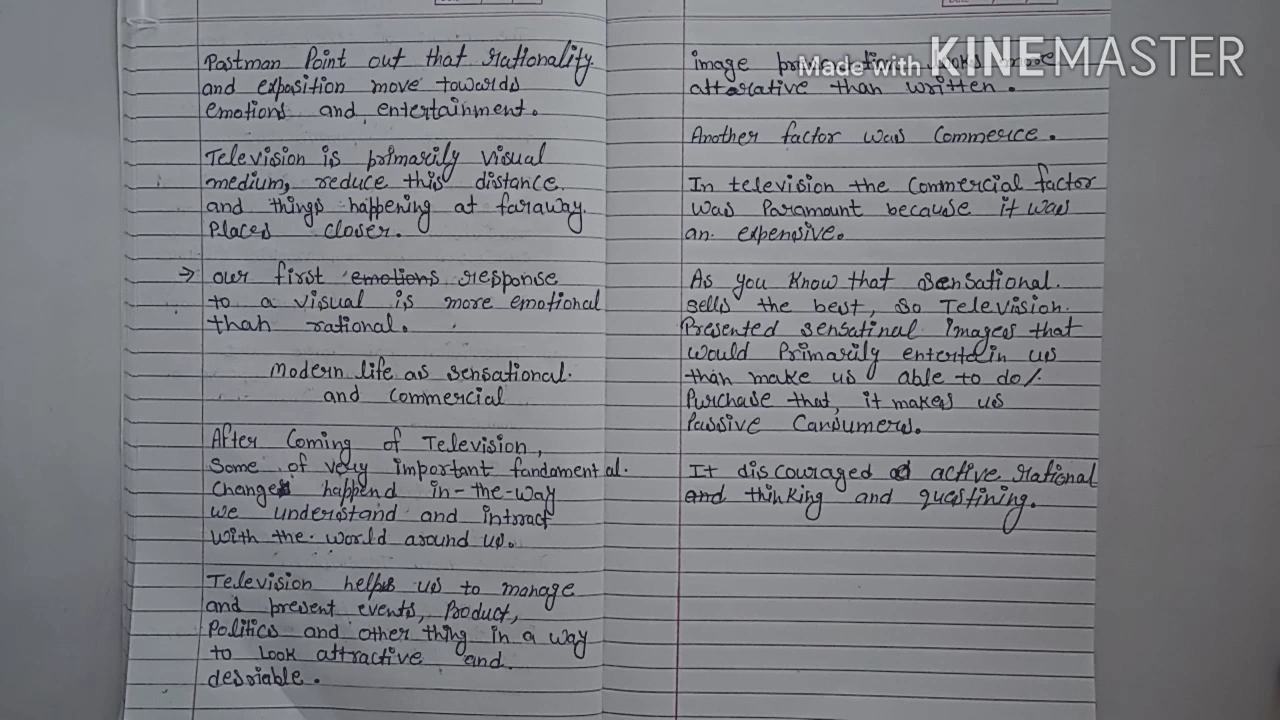 Postman Point out that rationality
and exposition move towards
emotions and entertainment.
Television is primarily visual
medium, reduce this distance
and things happening at faraway
Places closer.
→ our first emotions response
to a visual is more emotional
than rational.
Modern life as sensational
and commercial
After Coming of Television,
Some of very important fandamental
changes happend in-the-way
we understand and intract
with the world around us.
Television helps us to manage
and present events, Product,
Politics and other thing in a way
to look attractive and
desriable.
Made with KINEMASTER
image
attarative than written.
Another factor was Commerce.
In television the Commercial factor
was Paramount because it was
an expensive.
As you know that sensational
sells the best, so Television
Presented sensatinal images that
would Primarily entertain us
than make us able to do/.
Purchase that, it makes us
Passive Cansumers.
It discouraged active rational
and thinking and questining.